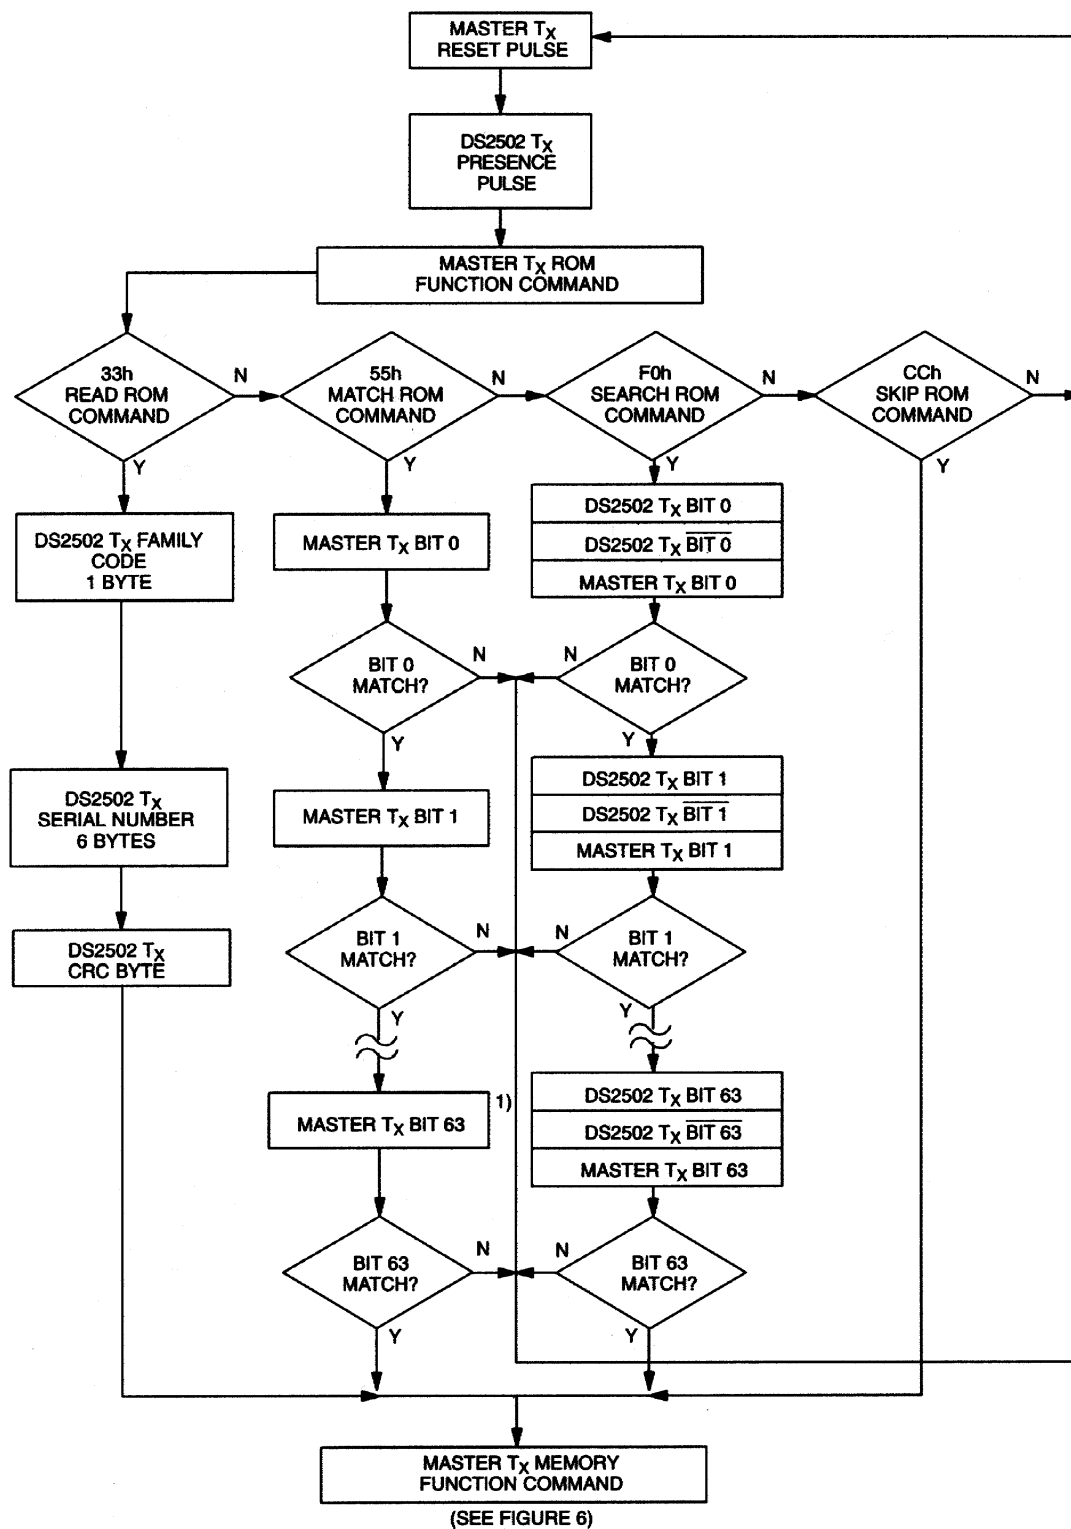 MASTER TX
RESET PULSE
DS2502 TX
PRESENCE
PULSE
MASTER TX ROM
FUNCTION COMMAND
33h
READ ROM
COMMAND
N
Y
55h
MATCH ROM
COMMAND
N
Y
F0h
SEARCH ROM
COMMAND
N
Y
CCh
SKIP ROM
COMMAND
N
Y
DS2502 TX FAMILY
CODE
1 BYTE
MASTER TX BIT 0
DS2502 TX BIT 0
DS2502 TX BIT 0
MASTER TX BIT 0
BIT 0
MATCH?
N
Y
N
BIT 0
MATCH?
Y
DS2502 TX
SERIAL NUMBER
6 BYTES
MASTER TX BIT 1
DS2502 TX BIT 1
DS2502 TX BIT 1
MASTER TX BIT 1
BIT 1
MATCH?
N
Y
N
BIT 1
MATCH?
Y
DS2502 TX
CRC BYTE
MASTER TX BIT 63
1)
DS2502 TX BIT 63
DS2502 TX BIT 63
MASTER TX BIT 63
BIT 63
MATCH?
N
Y
N
BIT 63
MATCH?
Y
MASTER TX MEMORY
FUNCTION COMMAND
(SEE FIGURE 6)